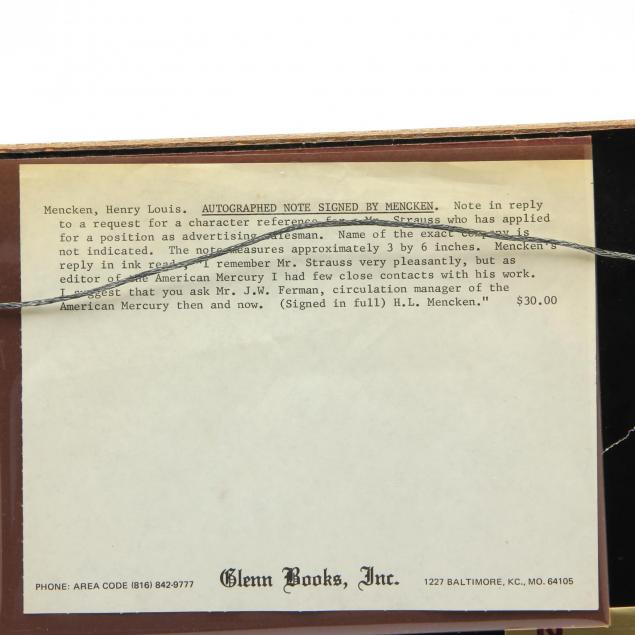 Mencken, Henry Louis. AUTOGRAPHED NOTE SIGNED BY MENCKEN. Note in reply
to a request for a character reference for a Mr. Strauss who has applied
for a position as advertising salesman. Name of the exact company is
not indicated. The note measures approximately 3 by 6 inches. Mencken's
reply in ink reads, "I remember Mr. Strauss very pleasantly, but as
editor of the American Mercury I had few close contacts with his work.
I suggest that you ask Mr. J.W. Ferman, circulation manager of the
American Mercury then and now. (Signed in full) H.L. Mencken." $30.00
PHONE: AREA CODE (816) 842-9777 Glenn Books, Inc. 1227 BALTIMORE, KC., MO. 64105